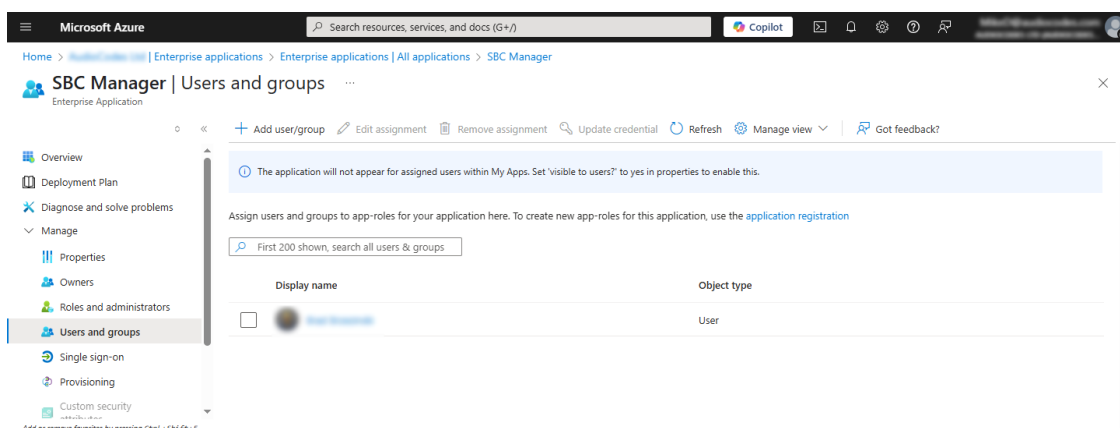 Microsoft Azure
Search resources, services, and docs (G+/)
Copilot
Home > | Enterprise applications > Enterprise applications | All applications > SBC Manager
SBC Manager | Users and groups ...
Enterprise Application
Add user/group Edit assignment Remove assignment Update credential Refresh Manage view Got feedback?
Overview
Deployment Plan
Diagnose and solve problems
Manage
Properties
Owners
Roles and administrators
Users and groups
Single sign-on
Provisioning
Custom security
The application will not appear for assigned users within My Apps. Set 'visible to users?' to yes in properties to enable this.
Assign users and groups to app-roles for your application here. To create new app-roles for this application, use the application registration
First 200 shown, search all users & groups
Display name Object type
User